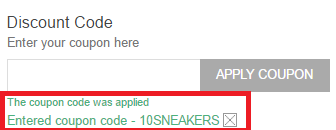 Discount Code
Enter your coupon here
APPLY COUPON
The coupon code was applied
Entered coupon code - 10SNEAKERS